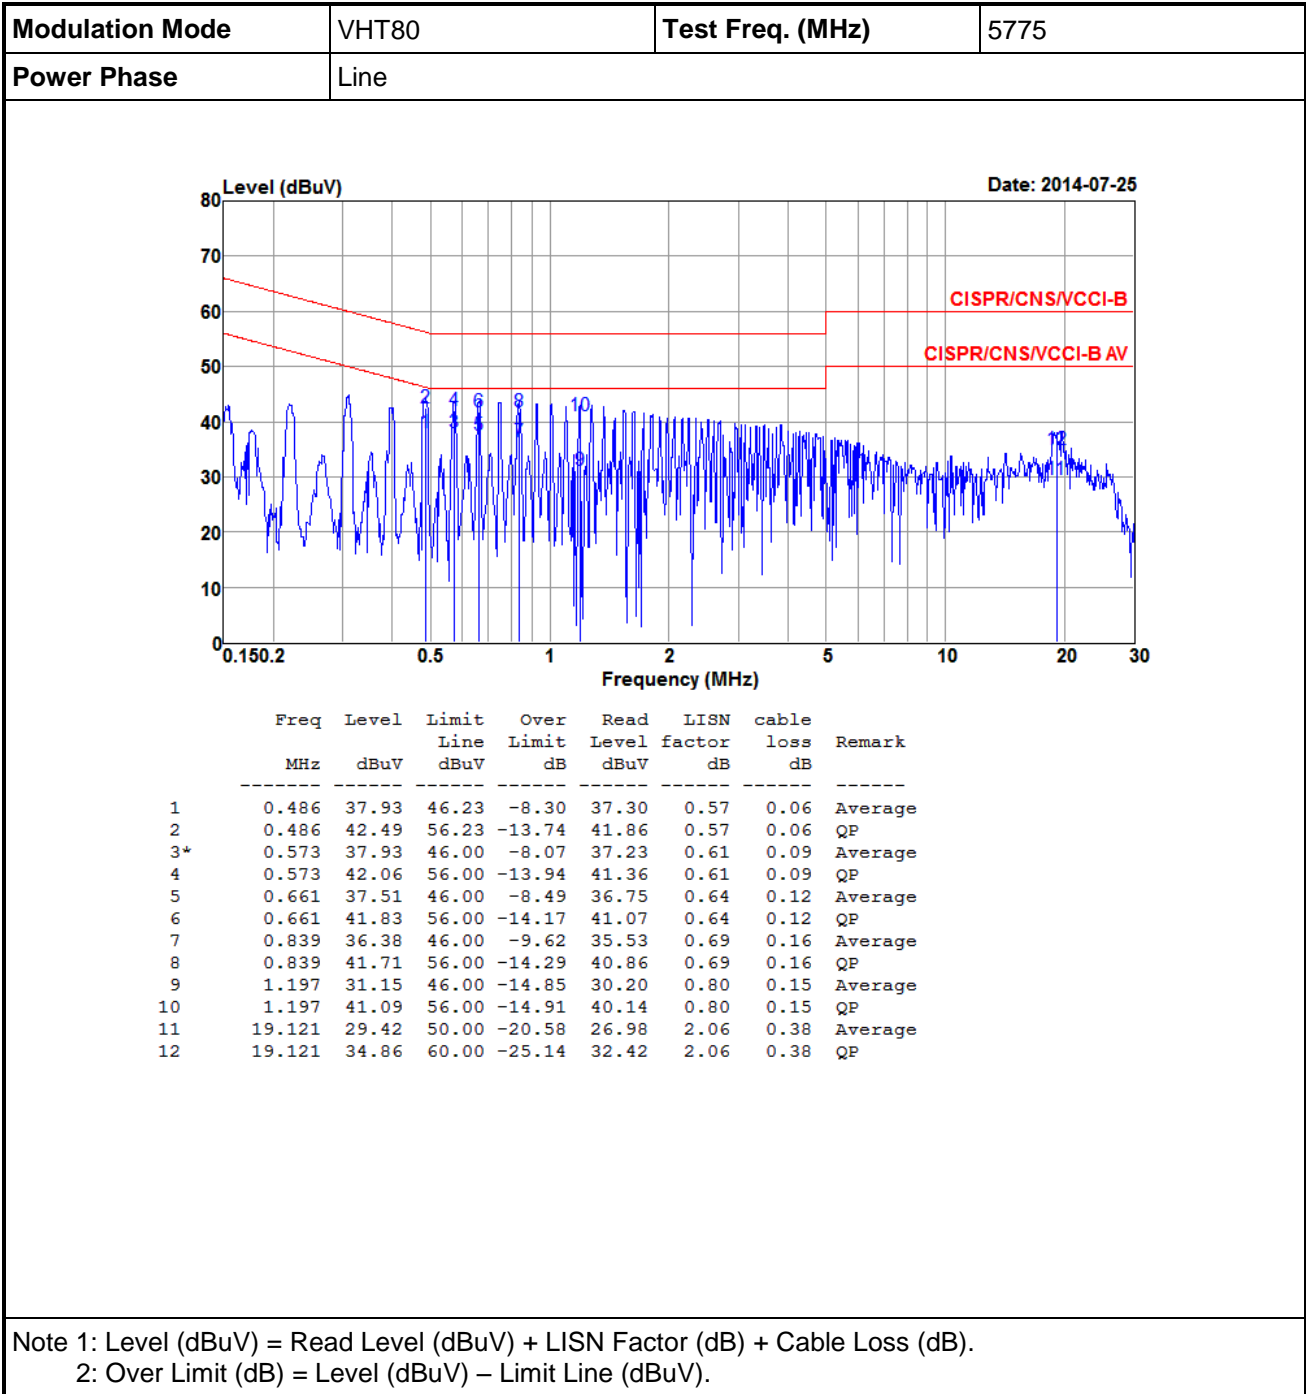 Modulation Mode VHT80 Test Freq. (MHz) 5775
Power Phase Line
Level (dBuV) Date: 2014-07-25
80
70
CISPR/CNS/VCCI-B
60
CISPR/CNS/VCCI-B AV
50
2 4 6 8 10
40
1 3 5 7
9 12
30
11
20
10
0
0.15 0.2 0.5 1 2 5 10 20 30
Frequency (MHz)
Freq Level Limit Over Read LISN cable
Line Limit Level factor loss Remark
MHz dBuV dBuV dB dBuV dB dB
------- ------ ------ ------ ------ ------ ------ ------
1 0.486 37.93 46.23 -8.30 37.30 0.57 0.06 Average
2 0.486 42.49 56.23 -13.74 41.86 0.57 0.06 QP
3* 0.573 37.93 46.00 -8.07 37.23 0.61 0.09 Average
4 0.573 42.06 56.00 -13.94 41.36 0.61 0.09 QP
5 0.661 37.51 46.00 -8.49 36.75 0.64 0.12 Average
6 0.661 41.83 56.00 -14.17 41.07 0.64 0.12 QP
7 0.839 36.38 46.00 -9.62 35.53 0.69 0.16 Average
8 0.839 41.71 56.00 -14.29 40.86 0.69 0.16 QP
9 1.197 31.15 46.00 -14.85 30.20 0.80 0.15 Average
10 1.197 41.09 56.00 -14.91 40.14 0.80 0.15 QP
11 19.121 29.42 50.00 -20.58 26.98 2.06 0.38 Average
12 19.121 34.86 60.00 -25.14 32.42 2.06 0.38 QP
Note 1: Level (dBuV) = Read Level (dBuV) + LISN Factor (dB) + Cable Loss (dB).
2: Over Limit (dB) = Level (dBuV) – Limit Line (dBuV).